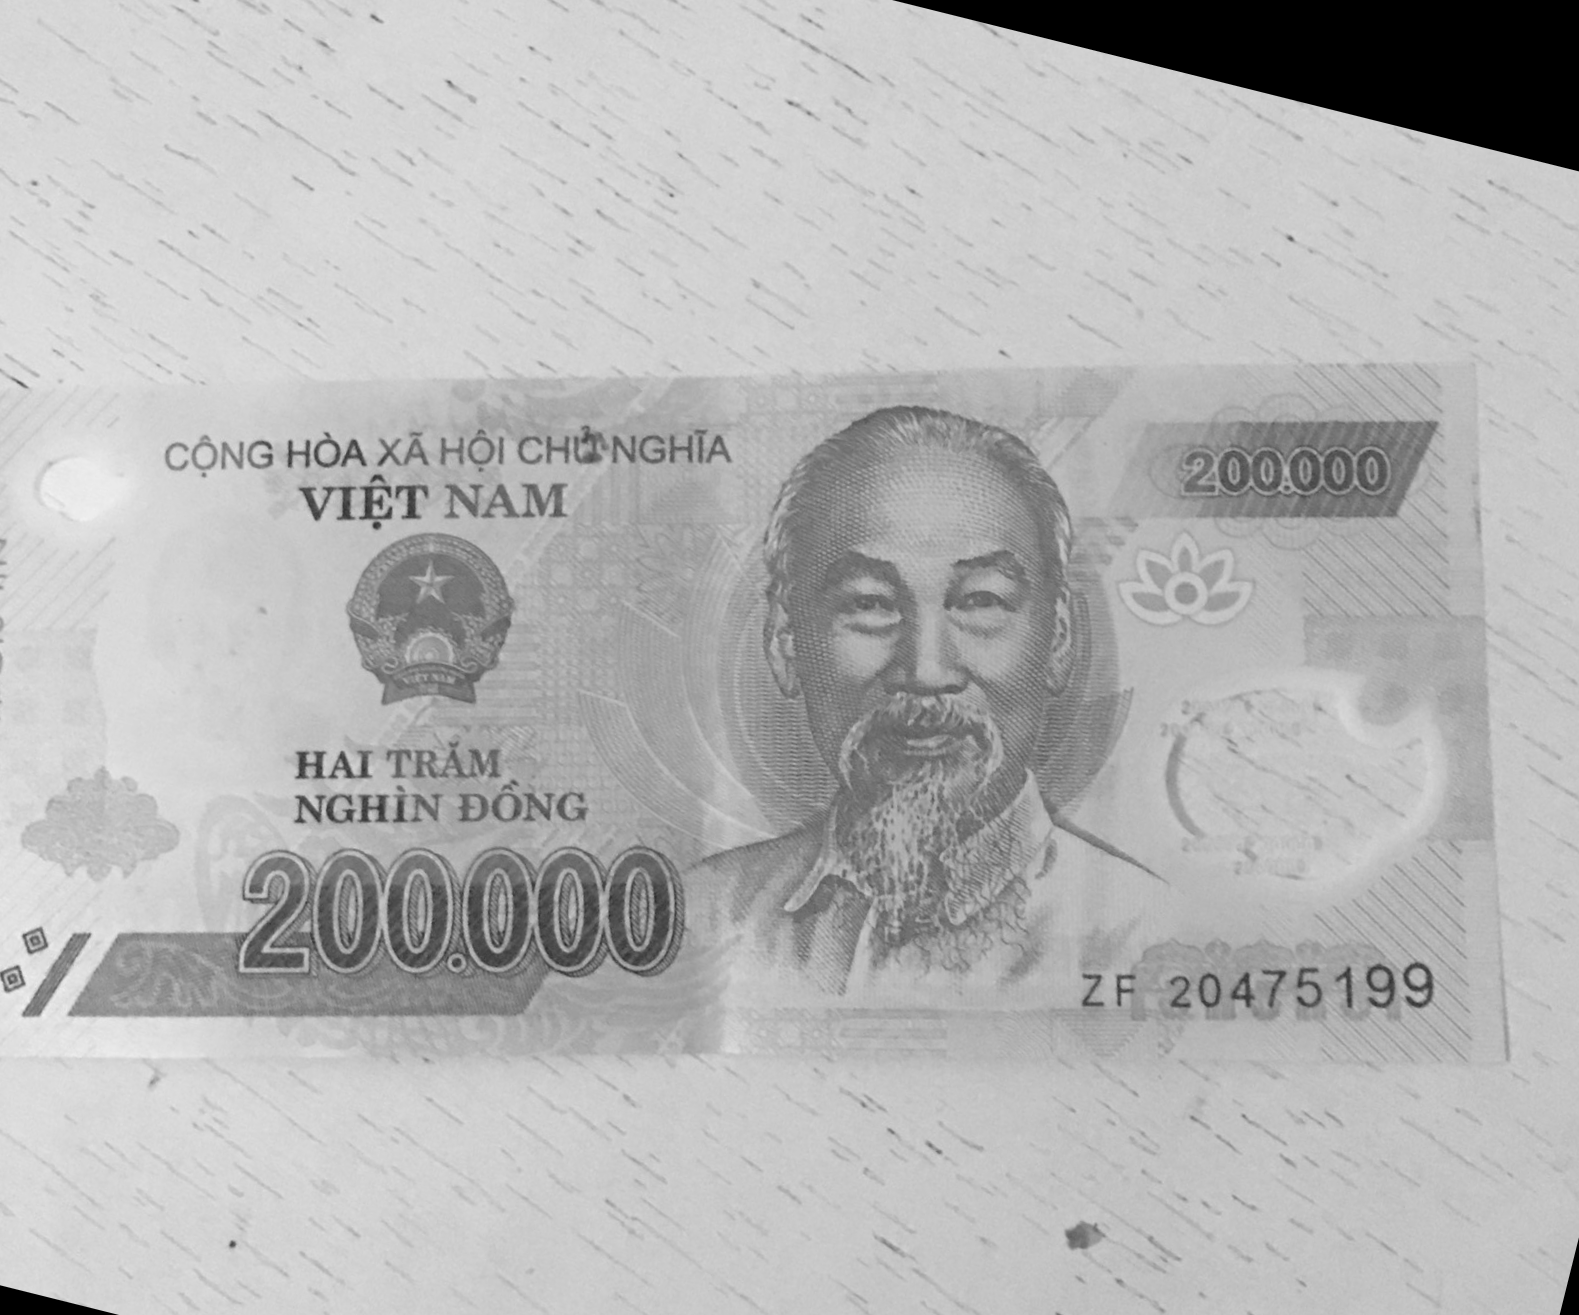 CỘNG HÒA XÃ HỘI CHỦ NGHĨA
VIỆT NAM
200.000
VIỆT NAM
HAI TRĂM
NGHÌN ĐỒNG
200.000
ZF 20475199